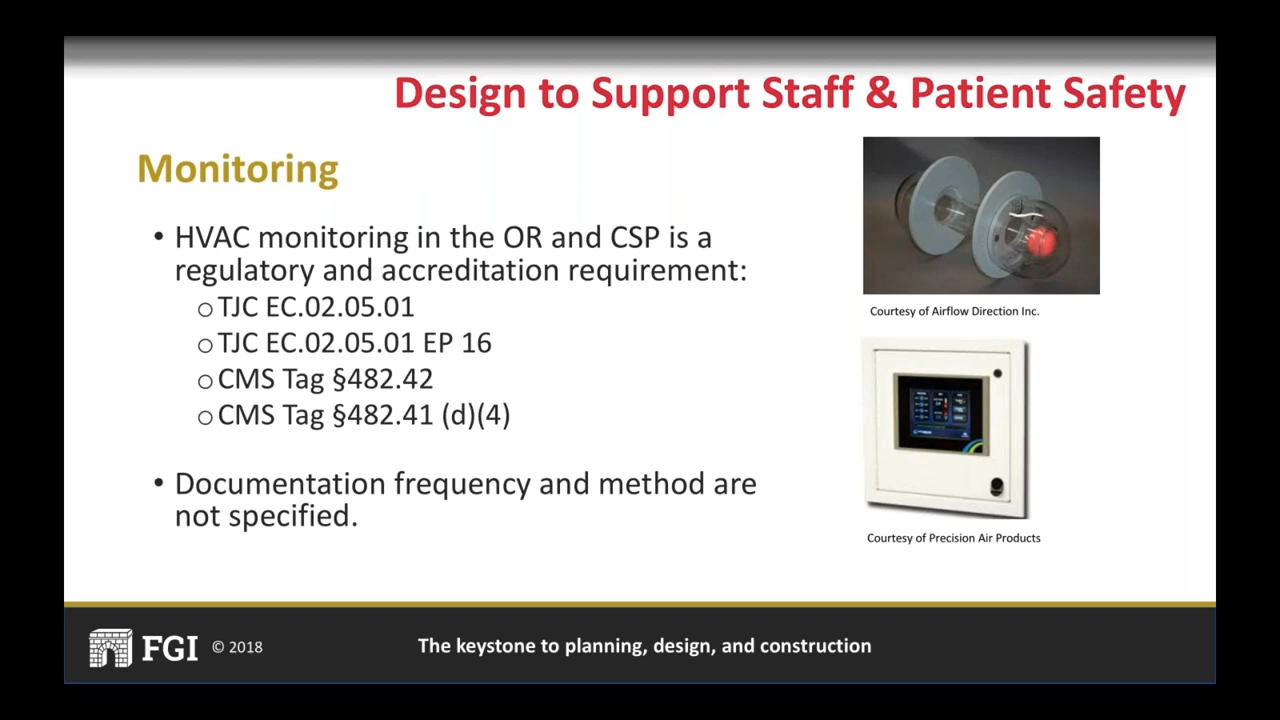 Design to Support Staff & Patient Safety
Monitoring
• HVAC monitoring in the OR and CSP is a
regulatory and accreditation requirement:
o TJC EC.02.05.01
o TJC EC.02.05.01 EP 16
o CMS Tag §482.42
o CMS Tag §482.41 (d)(4)
• Documentation frequency and method are
not specified.
Courtesy of Airflow Direction Inc.
Courtesy of Precision Air Products
FGI © 2018
The keystone to planning, design, and construction